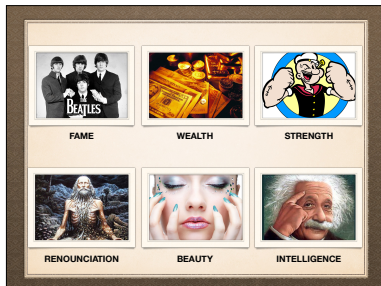 BEATLES
FAME
WEALTH
STRENGTH
RENOUNCIATION
BEAUTY
INTELLIGENCE